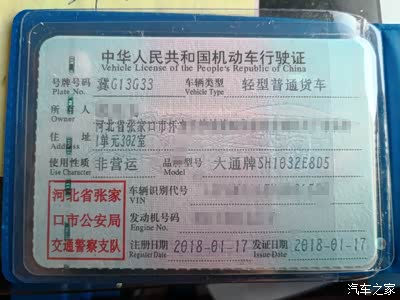 中华人民共和国机动车行驶证
Vehicle License of the People's Republic of China
号牌号码 冀G13G33 车辆类型 轻型普通货车
Plate No. Vehicle Type
所有人
Owner
住址 河北省张家口市
Address 1单元302室
使用性质 非营运 品牌型号 大通牌SH1032E8D5
Use Character Model
河北省张家 车辆识别代号
VIN
口市公安局 发动机号码
Engine No.
交通警察支队 注册日期 2018-01-17 发证日期 2018-01-17
Register Date Issue Date
汽车之家